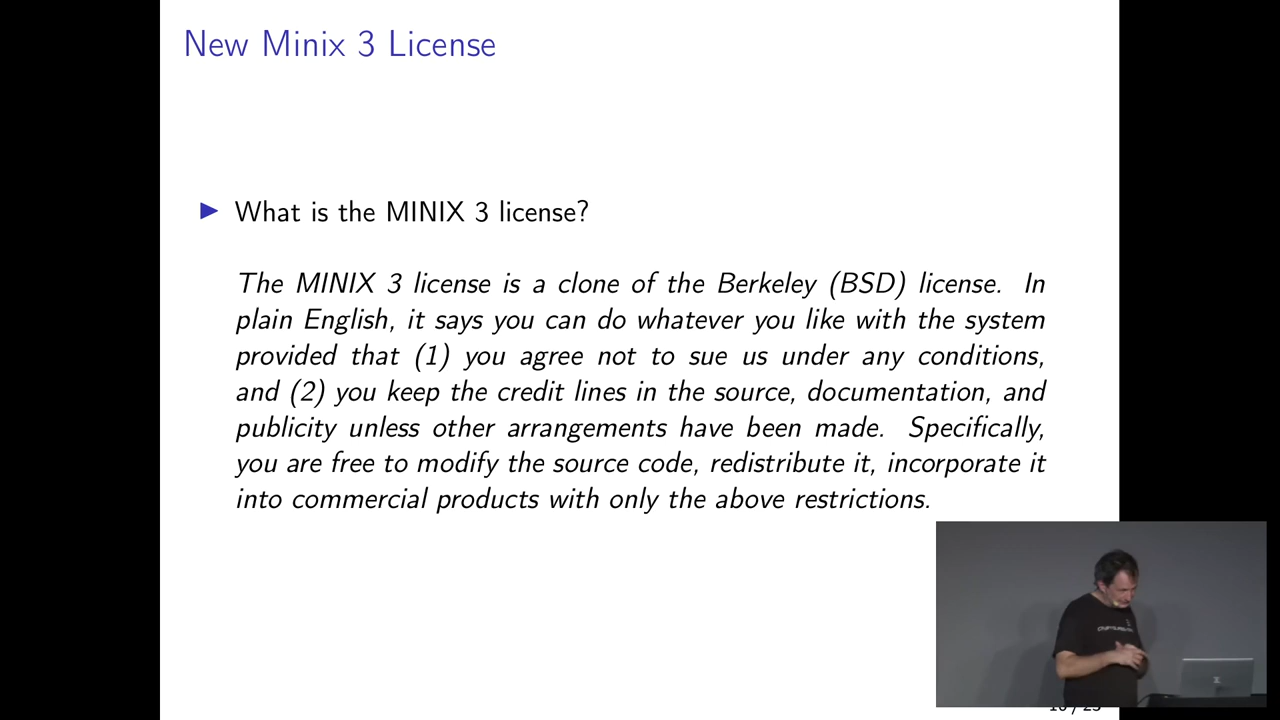 New Minix 3 License
What is the MINIX 3 license?
The MINIX 3 license is a clone of the Berkeley (BSD) license. In
plain English, it says you can do whatever you like with the system
provided that (1) you agree not to sue us under any conditions,
and (2) you keep the credit lines in the source, documentation, and
publicity unless other arrangements have been made. Specifically,
you are free to modify the source code, redistribute it, incorporate it
into commercial products with only the above restrictions.